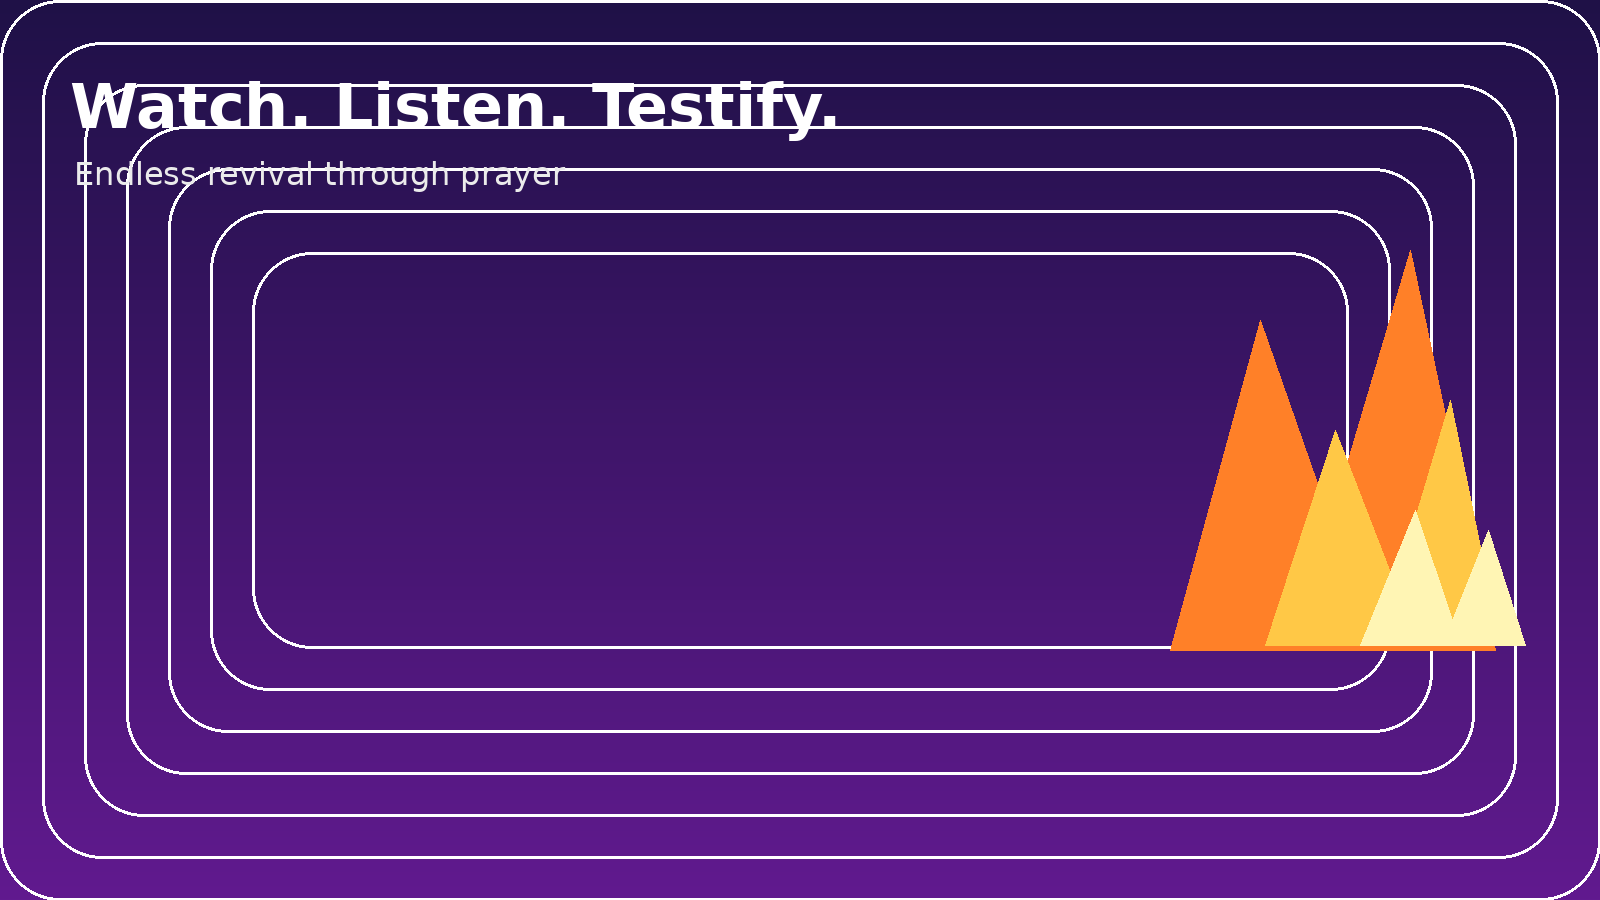 Watch. Listen. Testify.
Endless revival through prayer